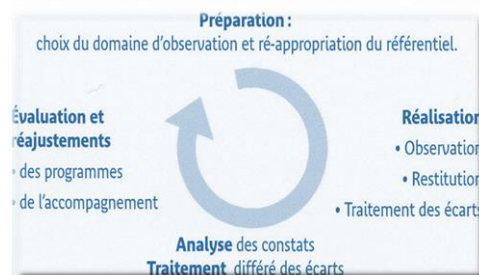 Préparation :
choix du domaine d'observation et ré-appropriation du référentiel.
Évaluation et
réajustements
• des programmes
• de l'accompagnement
Réalisation
• Observation
• Restitution
• Traitement des écarts
Analyse des constats
Traitement différé des écarts